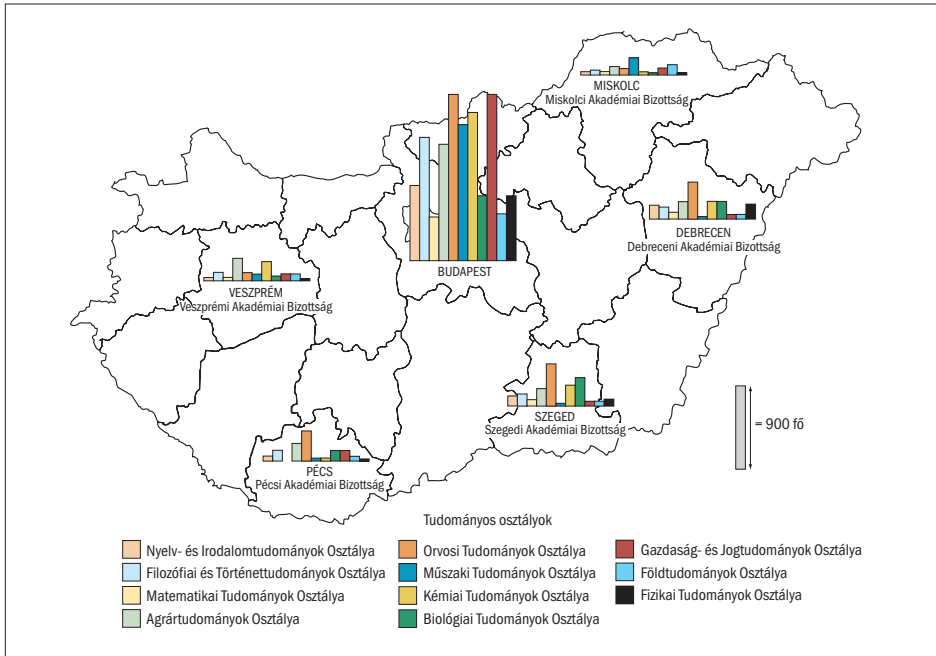 MISKOLC
Miskolci Akadémiai Bizottság
DEBRECEN
Debreceni Akadémiai Bizottság
BUDAPEST
VESZPRÉM
Veszprémi Akadémiai Bizottság
SZEGED
Szegedi Akadémiai Bizottság
= 900 fő
PÉCS
Pécsi Akadémiai Bizottság
Tudományos osztályok
Nyelv- és Irodalomtudományok Osztálya
Filozófiai és Történettudományok Osztálya
Matematikai Tudományok Osztálya
Agrártudományok Osztálya
Orvosi Tudományok Osztálya
Műszaki Tudományok Osztálya
Kémiai Tudományok Osztálya
Biológiai Tudományok Osztálya
Gazdaság- és Jogtudományok Osztálya
Földtudományok Osztálya
Fizikai Tudományok Osztálya